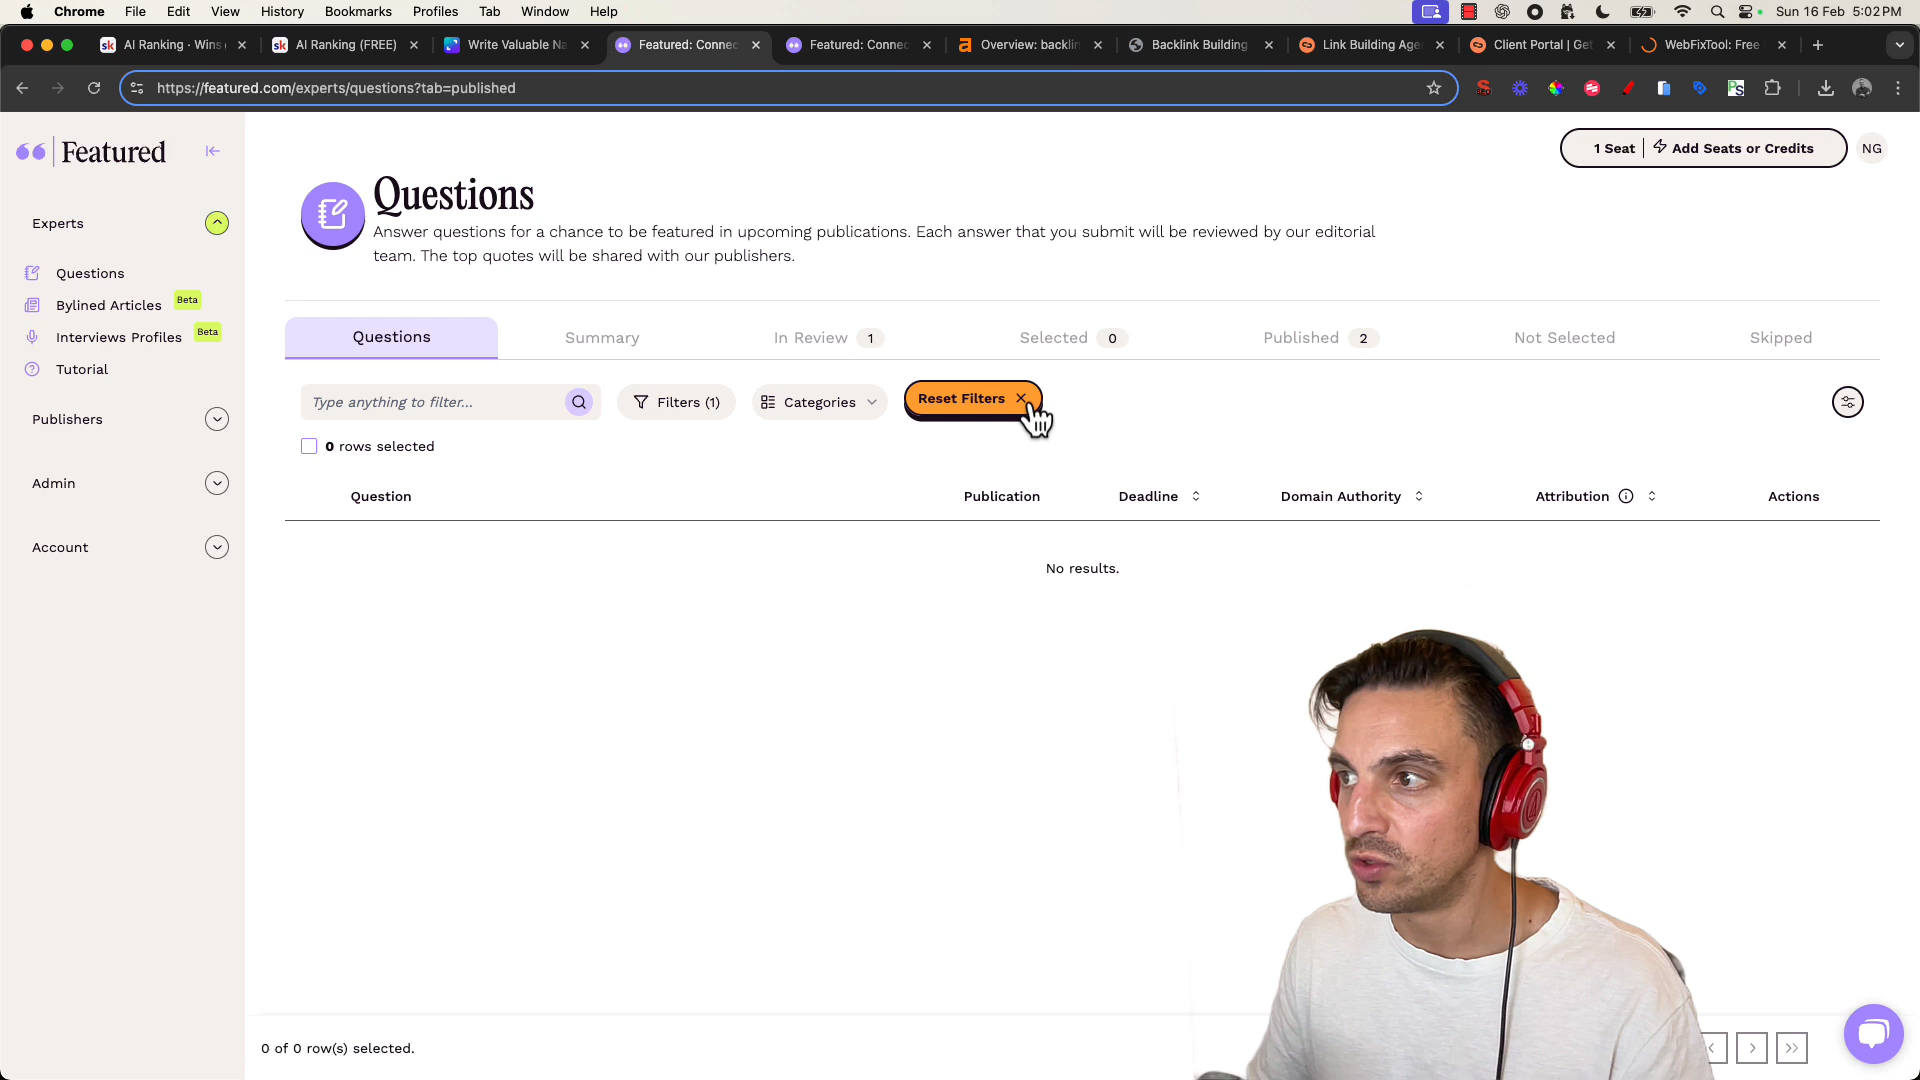 Chrome File Edit View History Bookmarks Profiles Tab Window Help Sun 16 Feb 5:02 PM
AI Ranking · Wins AI Ranking (FREE) Write Valuable Na Featured: Connec Featured: Connec Overview: backlin Backlink Building Link Building Age Client Portal | Get WebFixTool: Free
https://featured.com/experts/questions?tab=published
Featured
1 Seat Add Seats or Credits NG
Questions
Answer questions for a chance to be featured in upcoming publications. Each answer that you submit will be reviewed by our editorial
team. The top quotes will be shared with our publishers.
Experts
Questions
Bylined Articles Beta
Interviews Profiles Beta
Tutorial
Publishers
Admin
Account
Questions Summary In Review 1 Selected 0 Published 2 Not Selected Skipped
Type anything to filter... Filters (1) Categories Reset Filters
0 rows selected
Question Publication Deadline Domain Authority Attribution Actions
No results.
0 of 0 row(s) selected.